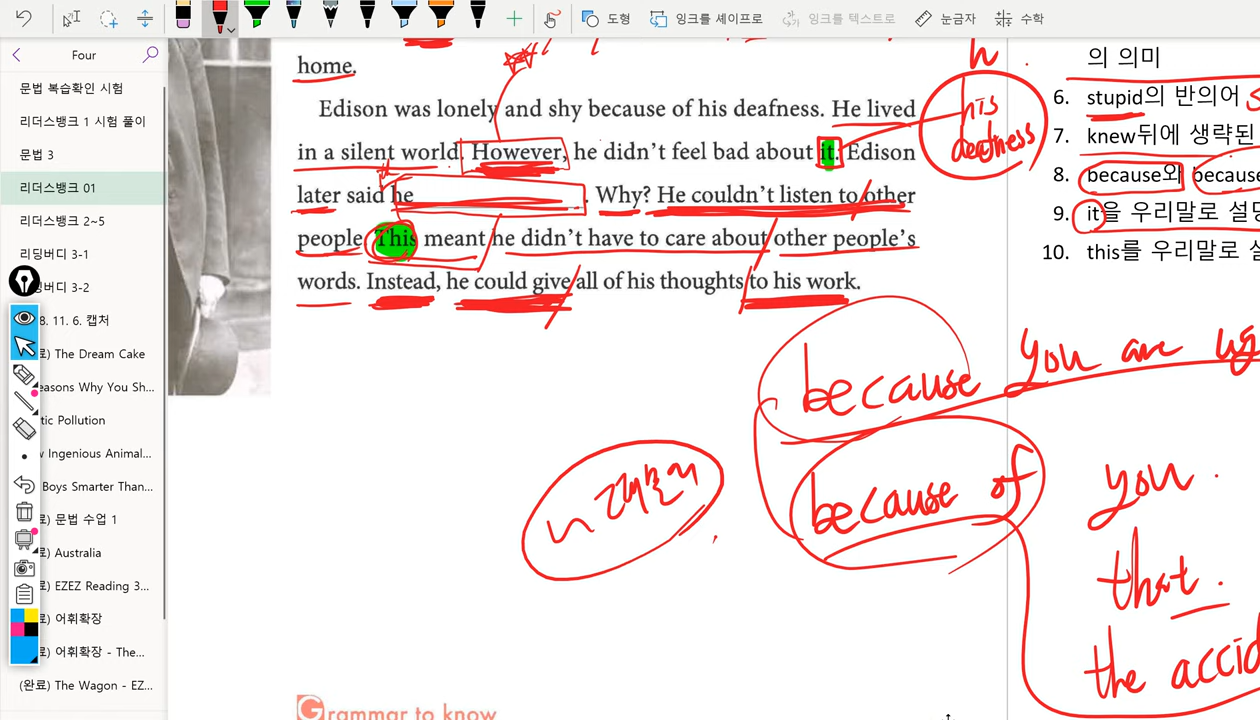 도형
잉크를 셰이프로
잉크를 텍스트로
눈금자
수학
Four
문법 복습확인 시험
리더스뱅크 1 시험 풀이
문법 3
리더스뱅크 01
리더스뱅크 2~5
리딩버디 3-1
딩버디 3-2
8. 11. 6. 캡처
료) The Dream Cake
easons Why You Sh...
tic Pollution
w Ingenious Animal...
Boys Smarter Than...
료) 문법 수업 1
료) Australia
료) EZEZ Reading 3...
료) 어휘확장
료) 어휘확장 - The...
(완료) The Wagon - EZ...
home.
Edison was lonely and shy because of his deafness. He lived
in a silent world. However, he didn't feel bad about it. Edison
later said he . Why? He couldn't listen to other
people. This meant he didn't have to care about other people's
words. Instead, he could give all of his thoughts to his work.
his
deafness
의 의미
6. stupid의 반의어
7. knew뒤에 생략된
8. because와 because
9. it을 우리말로 설명
10. this를 우리말로 설
because you are
because of you.
that.
the accid
Grammar to know